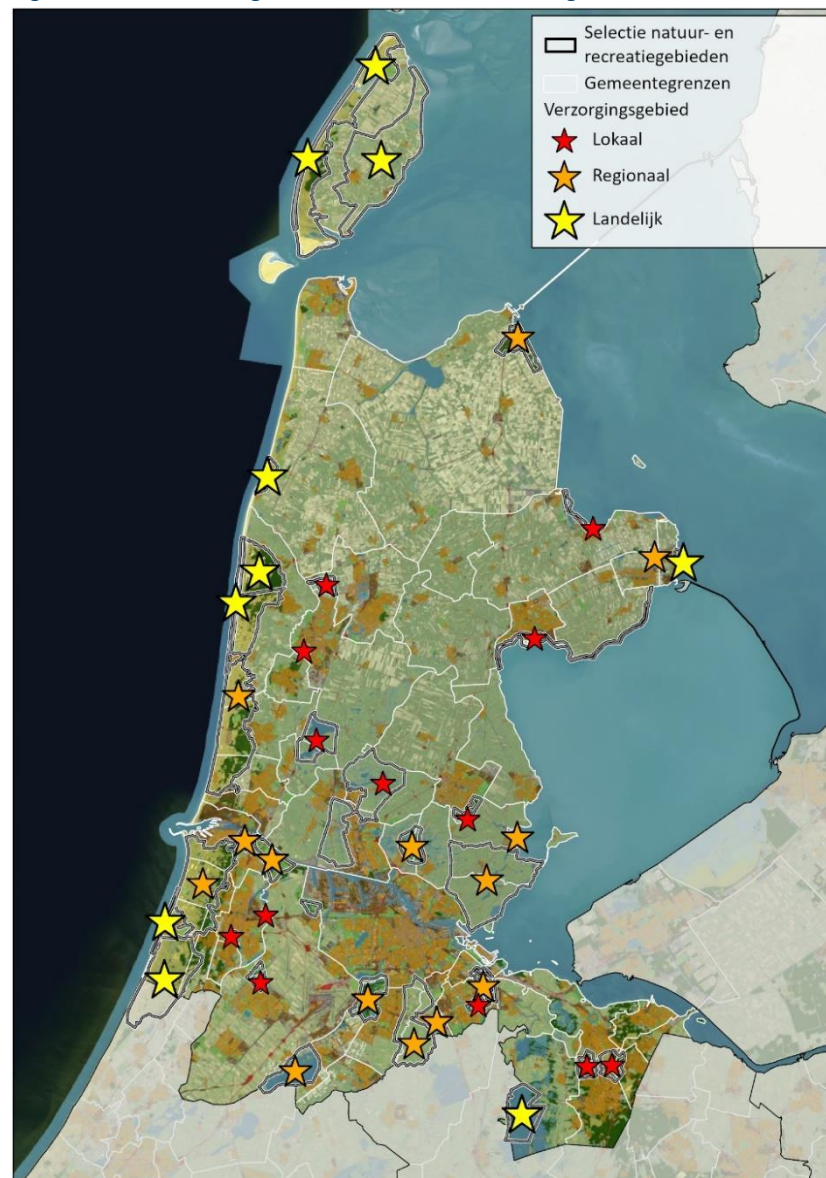 Selectie natuur- en
recreatiegebieden
Gemeentegrenzen
Verzorgingsgebied
Lokaal
Regionaal
Landelijk